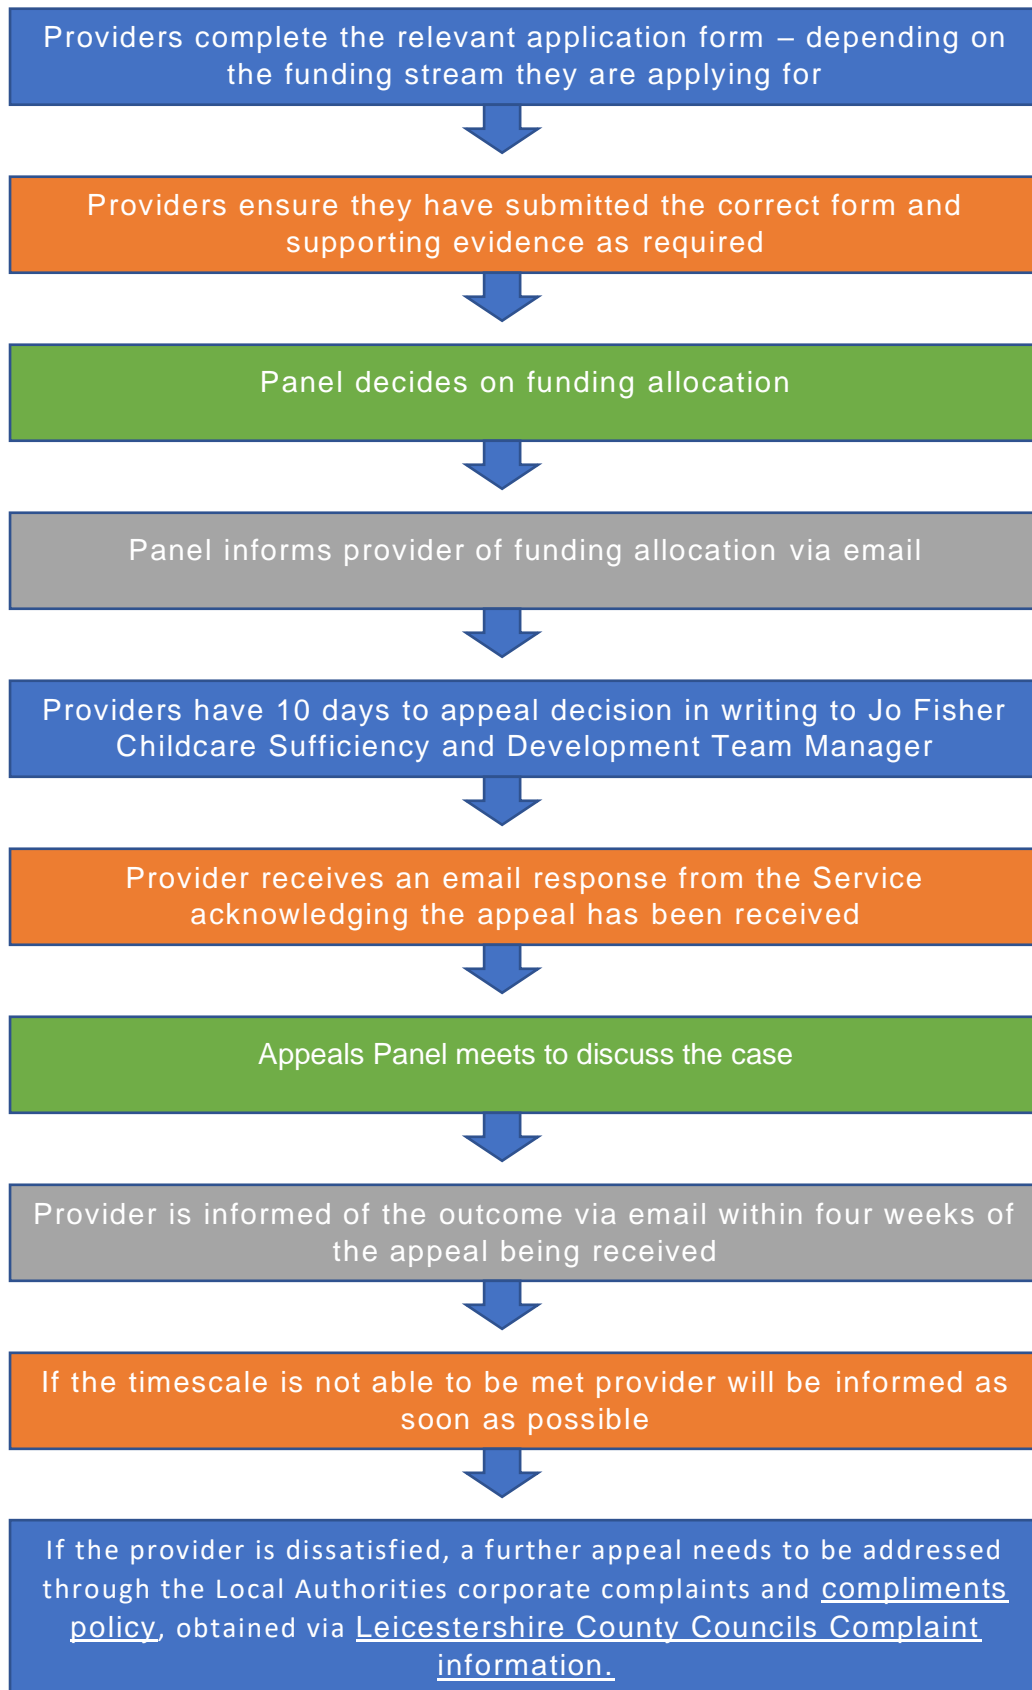 Providers complete the relevant application form – depending on
the funding stream they are applying for
Providers ensure they have submitted the correct form and
supporting evidence as required
Panel decides on funding allocation
Panel informs provider of funding allocation via email
Providers have 10 days to appeal decision in writing to Jo Fisher
Childcare Sufficiency and Development Team Manager
Provider receives an email response from the Service
acknowledging the appeal has been received
Appeals Panel meets to discuss the case
Provider is informed of the outcome via email within four weeks of
the appeal being received
If the timescale is not able to be met provider will be informed as
soon as possible
If the provider is dissatisfied, a further appeal needs to be addressed
through the Local Authorities corporate complaints and compliments
policy, obtained via Leicestershire County Councils Complaint
information.